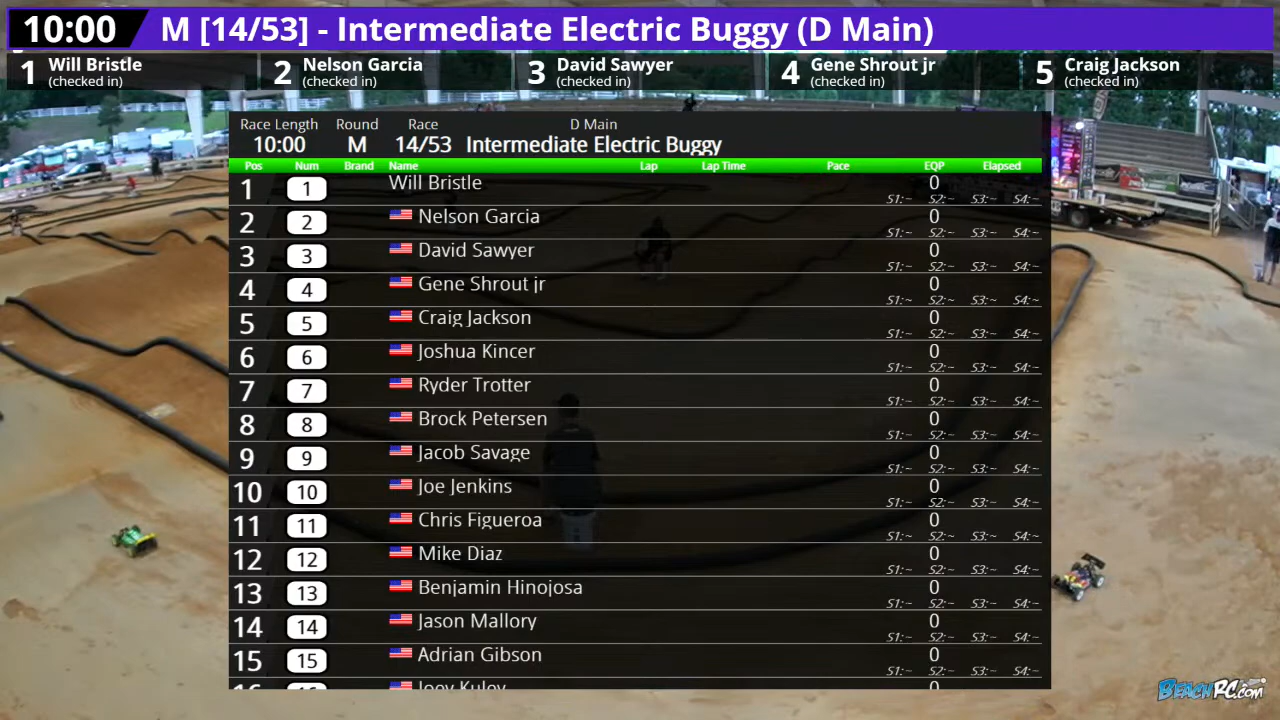 10:00 M [14/53] - Intermediate Electric Buggy (D Main)
1 Will Bristle (checked in)
2 Nelson Garcia (checked in)
3 David Sawyer (checked in)
4 Gene Shrout jr (checked in)
5 Craig Jackson (checked in)
Race Length Round Race D Main
10:00 M 14/53 Intermediate Electric Buggy
Pos Num Brand Name Lap Lap Time Pace EQP Elapsed
1 1 Will Bristle 0
S1:~ S2:~ S3:~ S4:~
2 2 Nelson Garcia 0
S1:~ S2:~ S3:~ S4:~
3 3 David Sawyer 0
S1:~ S2:~ S3:~ S4:~
4 4 Gene Shrout jr 0
S1:~ S2:~ S3:~ S4:~
5 5 Craig Jackson 0
S1:~ S2:~ S3:~ S4:~
6 6 Joshua Kincer 0
S1:~ S2:~ S3:~ S4:~
7 7 Ryder Trotter 0
S1:~ S2:~ S3:~ S4:~
8 8 Brock Petersen 0
S1:~ S2:~ S3:~ S4:~
9 9 Jacob Savage 0
S1:~ S2:~ S3:~ S4:~
10 10 Joe Jenkins 0
S1:~ S2:~ S3:~ S4:~
11 11 Chris Figueroa 0
S1:~ S2:~ S3:~ S4:~
12 12 Mike Diaz 0
S1:~ S2:~ S3:~ S4:~
13 13 Benjamin Hinojosa 0
S1:~ S2:~ S3:~ S4:~
14 14 Jason Mallory 0
S1:~ S2:~ S3:~ S4:~
15 15 Adrian Gibson 0
S1:~ S2:~ S3:~ S4:~
16 16 Joey Kuley 0
BEACHRC.com